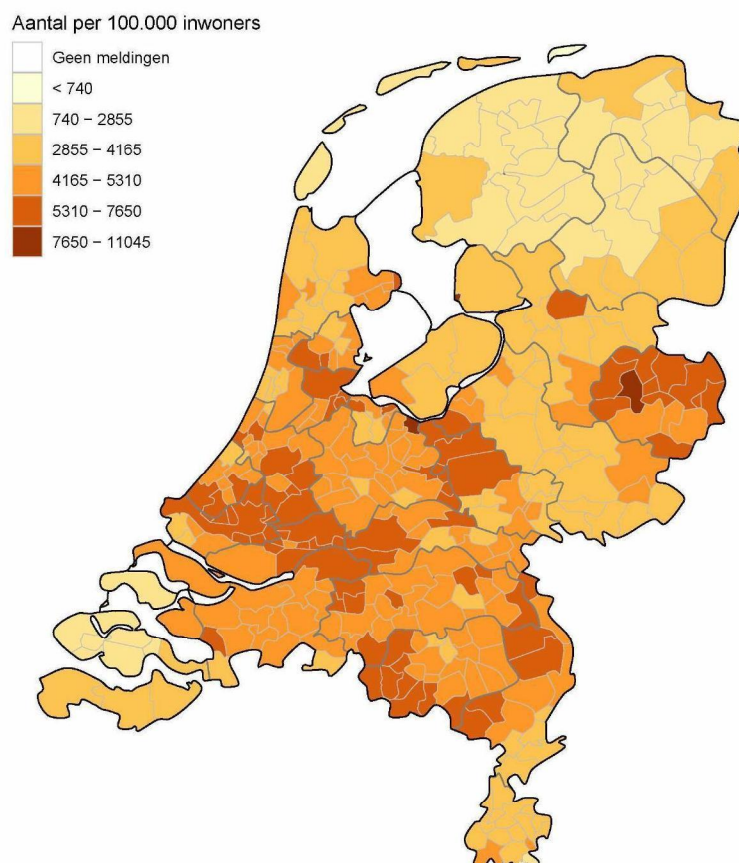 Aantal per 100.000 inwoners
Geen meldingen
< 740
740 − 2855
2855 − 4165
4165 − 5310
5310 − 7650
7650 − 11045